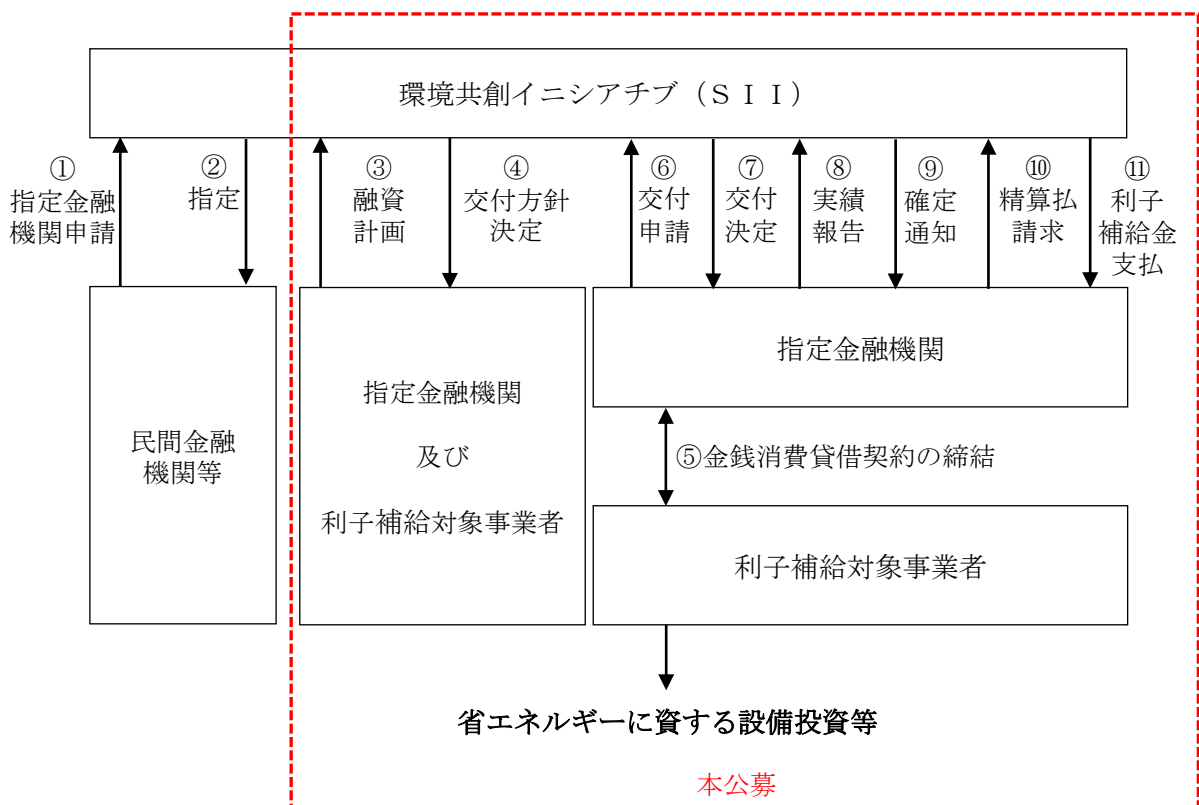 環境共創イニシアチブ（ＳＩＩ）
①
指定金融
機関申請
②
指定
③
融資
計画
④
交付方針
決定
⑥
交付
申請
⑦
交付
決定
⑧
実績
報告
⑨
確定
通知
⑩
精算払
請求
⑪
利子
補給金
支払
民間金融
機関等
指定金融機関
及び
利子補給対象事業者
指定金融機関
⑤金銭消費貸借契約の締結
利子補給対象事業者
省エネルギーに資する設備投資等
本公募